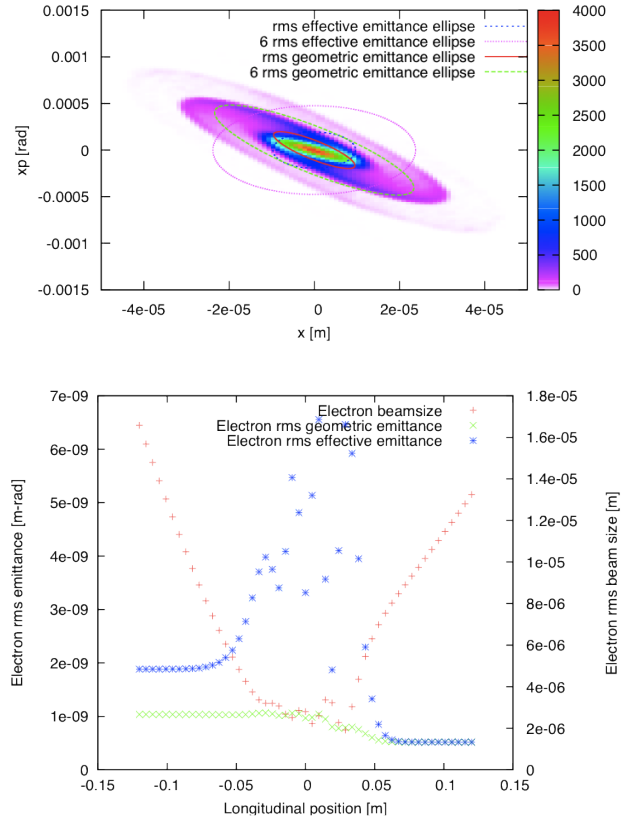 0.0015
0.001
0.0005
0
-0.0005
-0.001
-0.0015
xp [rad]
-4e-05 -2e-05 0 2e-05 4e-05
x [m]
rms effective emittance ellipse
6 rms effective emittance ellipse
rms geometric emittance ellipse
6 rms geometric emittance ellipse
4000
3500
3000
2500
2000
1500
1000
500
0
7e-09
6e-09
5e-09
4e-09
3e-09
2e-09
1e-09
0
Electron rms emittance [m-rad]
-0.15 -0.1 -0.05 0 0.05 0.1 0.15
Longitudinal position [m]
Electron beamsize
Electron rms geometric emittance
Electron rms effective emittance
1.8e-05
1.6e-05
1.4e-05
1.2e-05
1e-05
8e-06
6e-06
4e-06
2e-06
0
Electron rms beam size [m]